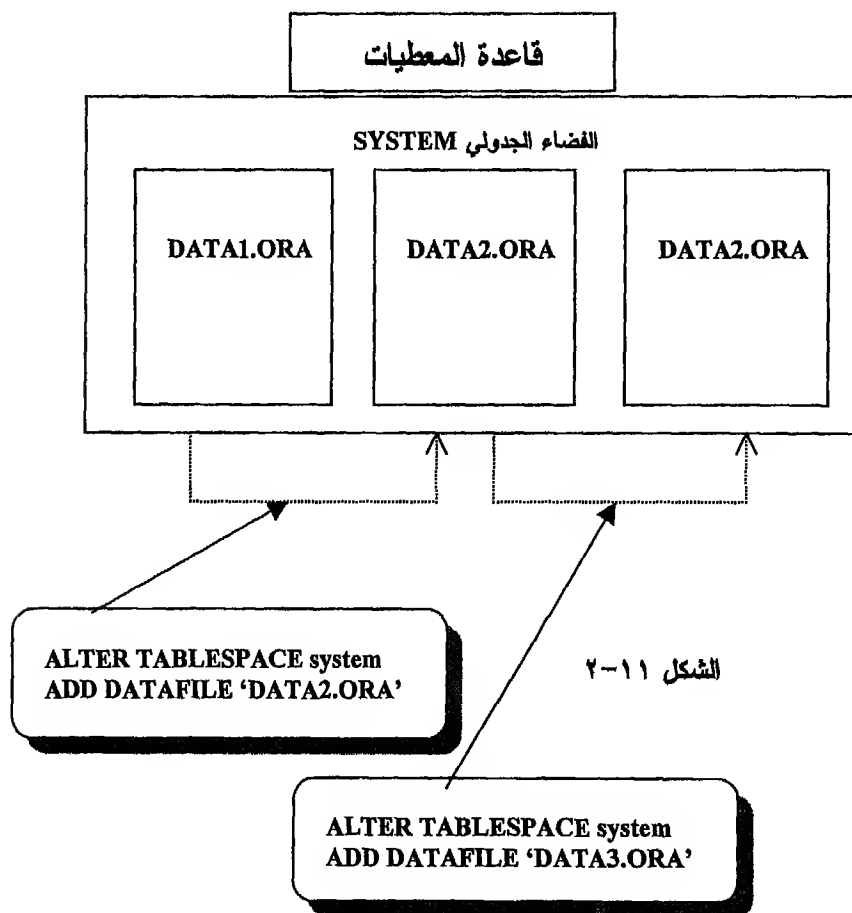 قاعدة المعطيات
الفضاء الجدولي SYSTEM
DATA1.ORA
DATA2.ORA
DATA2.ORA
ALTER TABLESPACE system
ADD DATAFILE ‘DATA2.ORA’
الشكل ١١-٢
ALTER TABLESPACE system
ADD DATAFILE ‘DATA3.ORA’